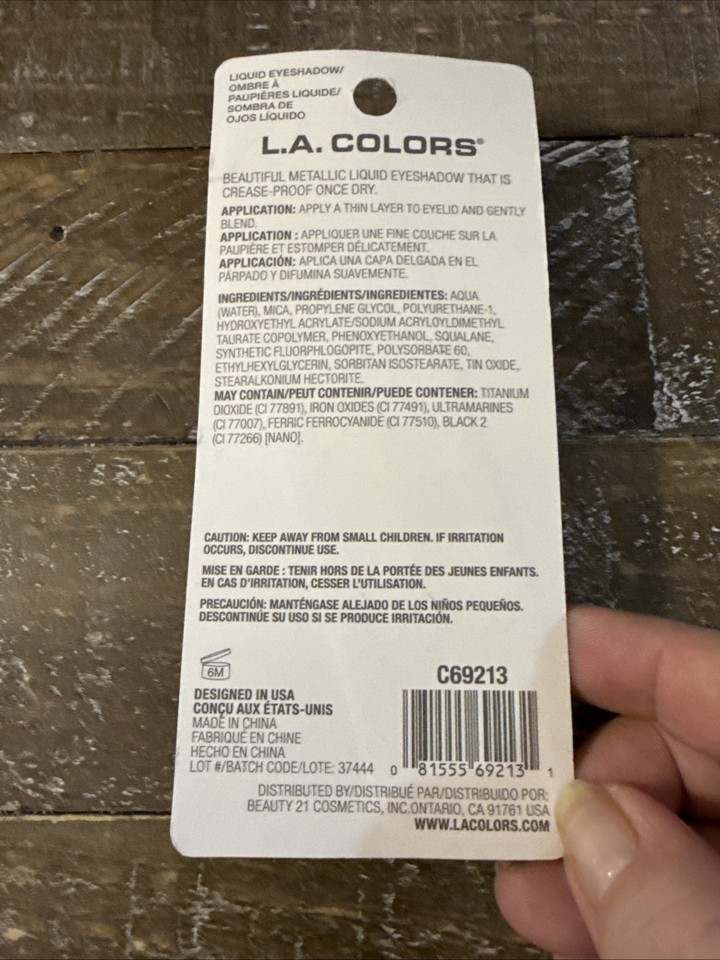 LIQUID EYESHADOW/
OMBRE À
PAUPIÈRES LIQUIDE/
SOMBRA DE
OJOS LÍQUIDO
L.A. COLORS®
BEAUTIFUL METALLIC LIQUID EYESHADOW THAT IS
CREASE-PROOF ONCE DRY.
APPLICATION: APPLY A THIN LAYER TO EYELID AND GENTLY
BLEND.
APPLICATION : APPLIQUER UNE FINE COUCHE SUR LA
PAUPIÈRE ET ESTOMPER DÉLICATEMENT.
APLICACIÓN: APLICA UNA CAPA DELGADA EN EL
PÁRPADO Y DIFUMINA SUAVEMENTE.
INGREDIENTS/INGRÉDIENTS/INGREDIENTES: AQUA
(WATER), MICA, PROPYLENE GLYCOL, POLYURETHANE-1,
HYDROXYETHYL ACRYLATE/SODIUM ACRYLOYLDIMETHYL
TAURATE COPOLYMER, PHENOXYETHANOL, SQUALANE,
SYNTHETIC FLUORPHLOGOPITE, POLYSORBATE 60,
ETHYLHEXYLGLYCERIN, SORBITAN ISOSTEARATE, TIN OXIDE,
STEARALKONIUM HECTORITE.
MAY CONTAIN/PEUT CONTENIR/PUEDE CONTENER: TITANIUM
DIOXIDE (CI 77891), IRON OXIDES (CI 77491), ULTRAMARINES
(CI 77007), FERRIC FERROCYANIDE (CI 77510), BLACK 2
(CI 77266) [NANO].
CAUTION: KEEP AWAY FROM SMALL CHILDREN. IF IRRITATION
OCCURS, DISCONTINUE USE.
MISE EN GARDE : TENIR HORS DE LA PORTÉE DES JEUNES ENFANTS.
EN CAS D'IRRITATION, CESSER L'UTILISATION.
PRECAUCIÓN: MANTÉNGASE ALEJADO DE LOS NIÑOS PEQUEÑOS.
DESCONTINÚE SU USO SI SE PRODUCE IRRITACIÓN.
6M
DESIGNED IN USA
CONÇU AUX ÉTATS-UNIS
MADE IN CHINA
FABRIQUÉ EN CHINE
HECHO EN CHINA
LOT #/BATCH CODE/LOTE: 37444
C69213
0 81555 69213 1
DISTRIBUTED BY/DISTRIBUÉ PAR/DISTRIBUIDO POR:
BEAUTY 21 COSMETICS, INC.ONTARIO, CA 91761 USA
WWW.LACOLORS.COM